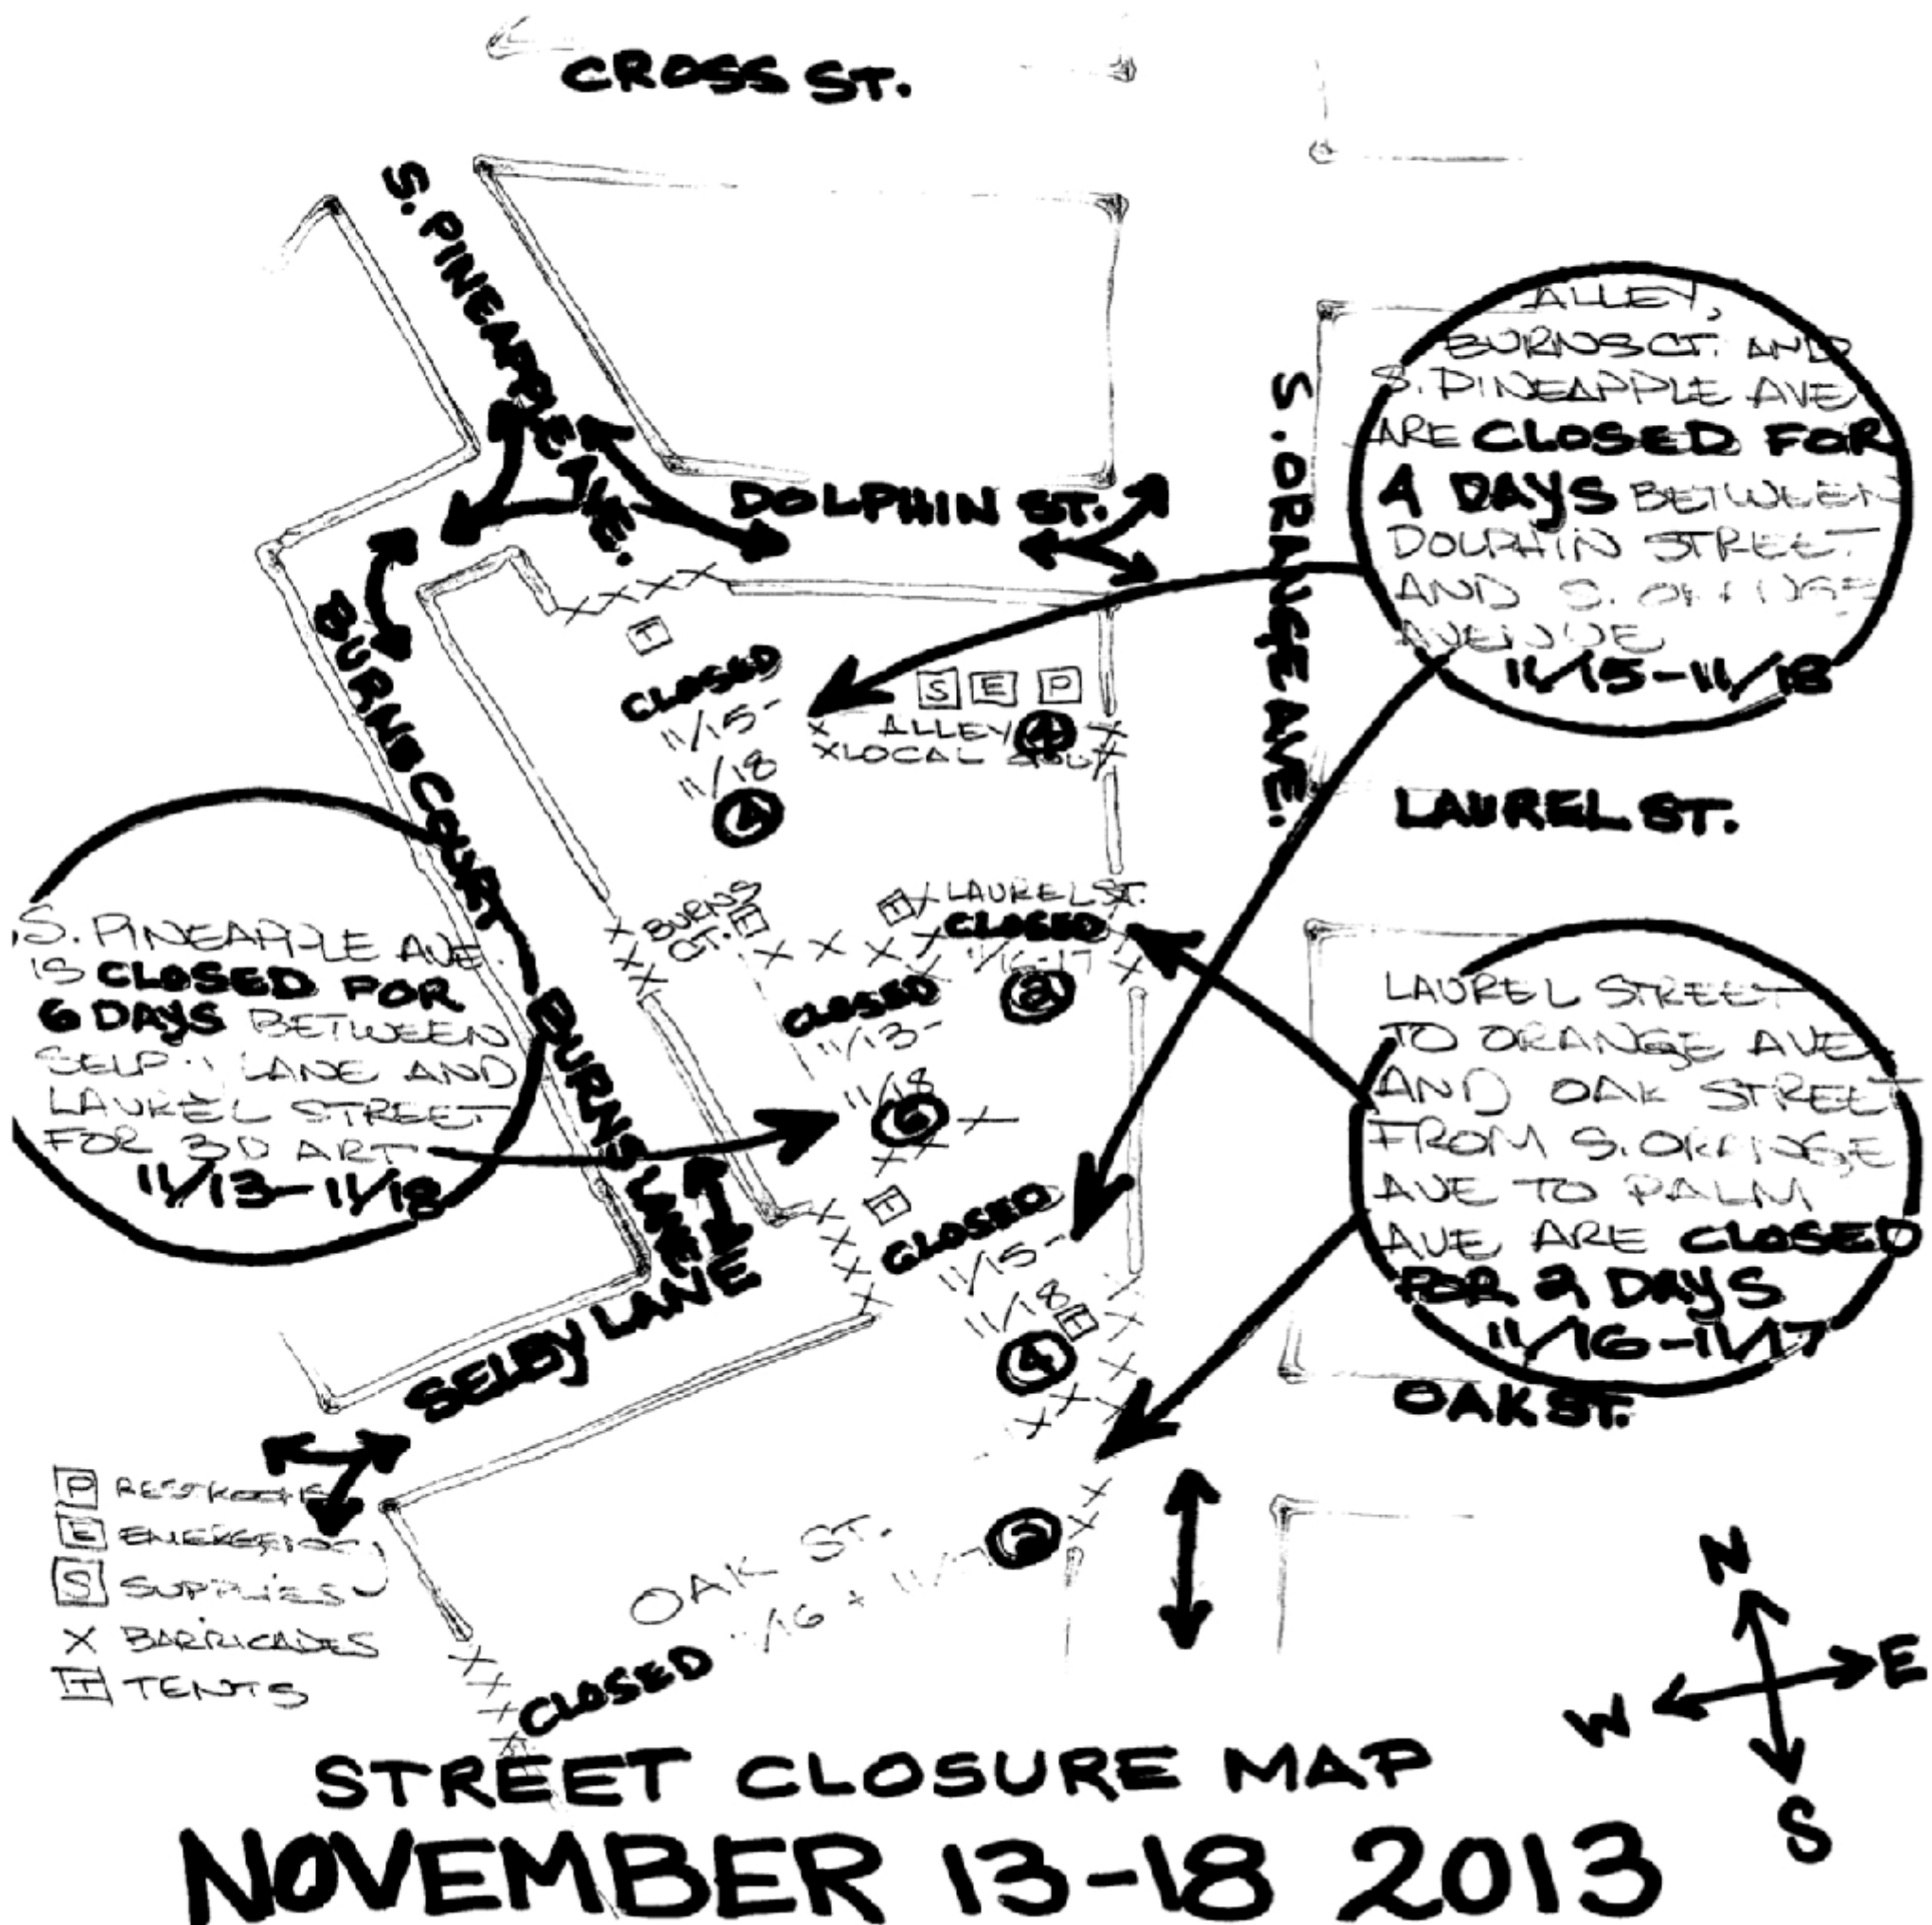 CROSS ST.
S. PINEAPPLE AVE.
DOLPHIN ST.
S. ORANGE AVE.
ALLEY,
BURNS CT. AND
S. PINEAPPLE AVE
ARE CLOSED FOR
4 DAYS BETWEEN
DOLPHIN STREET
AND S. ORANGE
AVENUE
11/15-11/18
BURNS COURT
T
CLOSED
11/15-
11/18
4
S E P
X ALLEY 4
X LOCAL
LAUREL ST.
BURNS
CT.
LAUREL ST.
CLOSED
11/16-17
2
S. PINEAPPLE AVE.
IS CLOSED FOR
6 DAYS BETWEEN
LANE AND
LAUREL STREET
FOR 3D ART
11/13-11/18
CLOSED
11/13-
11/18
6
BURNS LANE
LAUREL STREET
TO ORANGE AVE
AND OAK STREET
FROM S. ORANGE
AVE TO PALM
AVE ARE CLOSED
FOR 2 DAYS
11/16-11/17
CLOSED
11/15-
11/18
4
SELBY LANE
OAK ST.
P
E
S SUPPLIES
X BARRICADES
T TENTS
OAK ST.
2
CLOSED
N
E
W
S
STREET CLOSURE MAP
NOVEMBER 13-18 2013